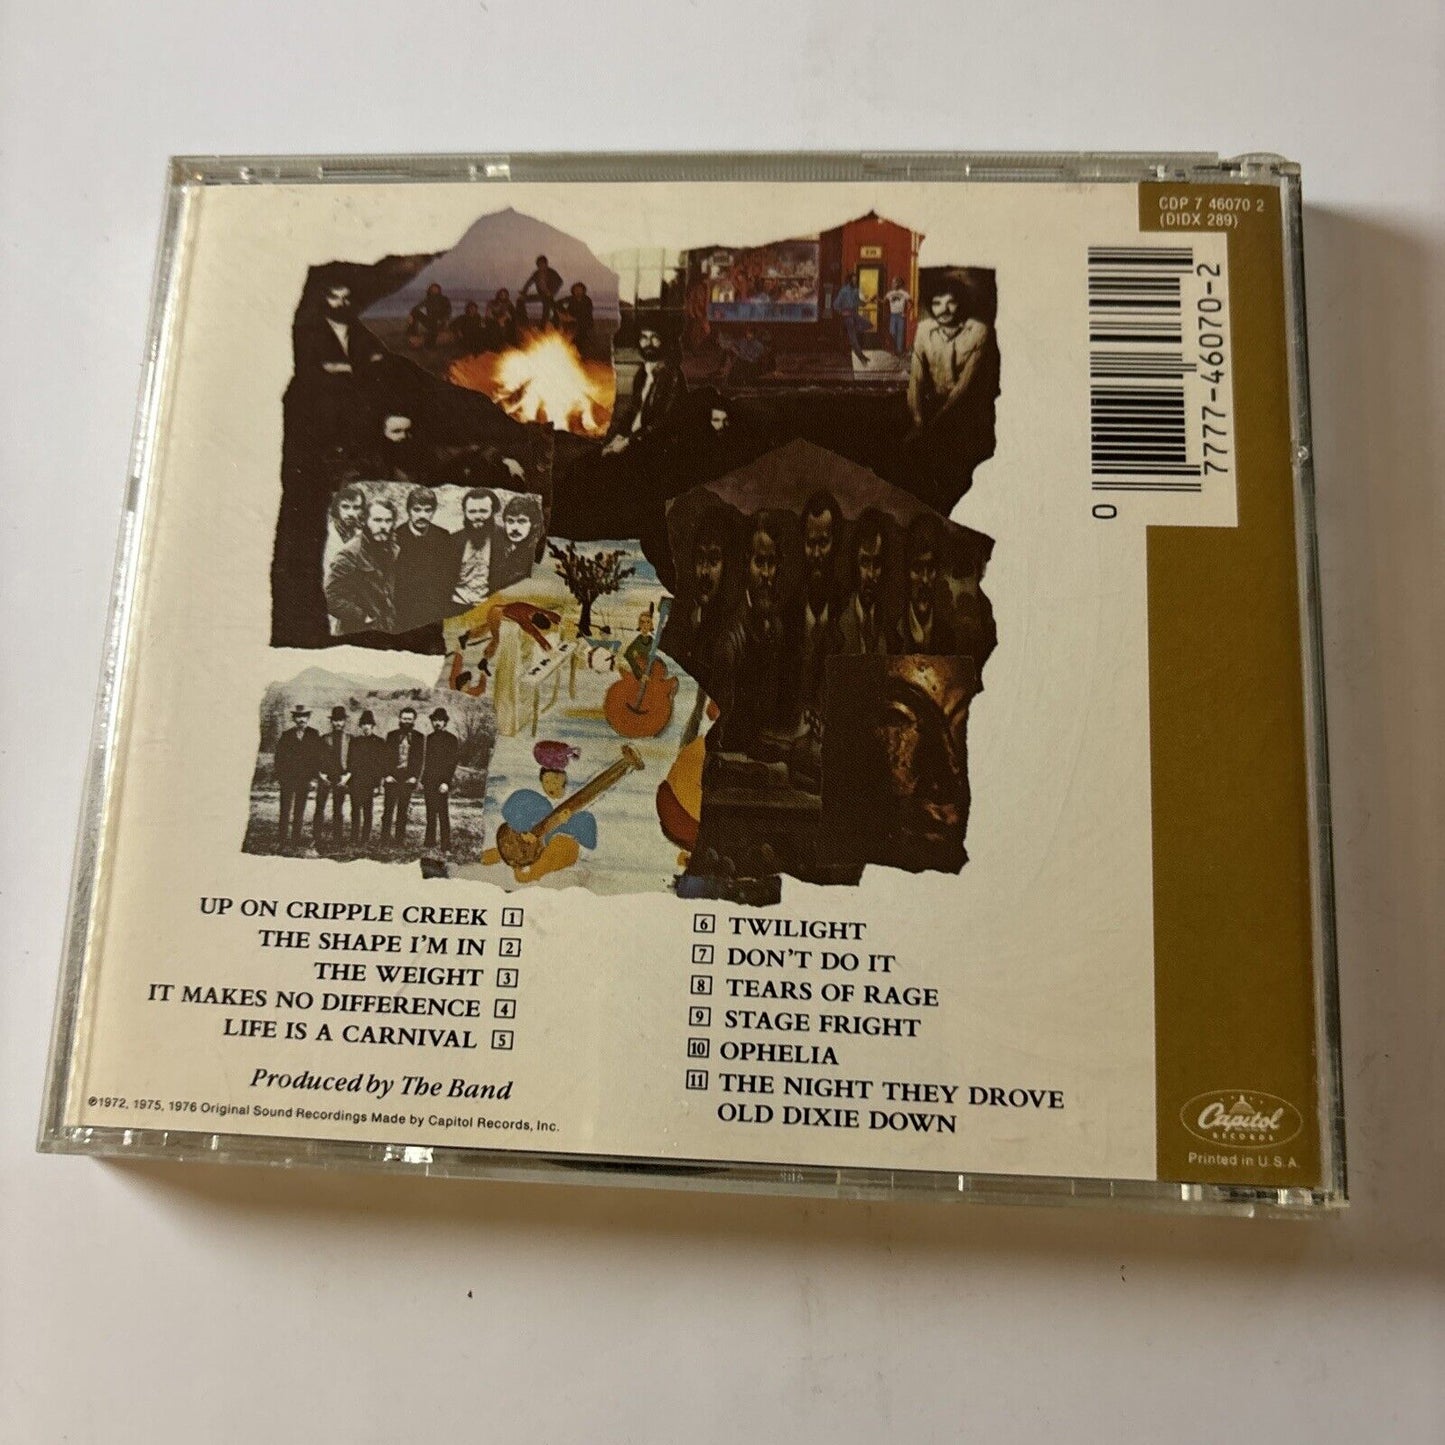 CDP 7 46070 2
(DIDX 289)
0 7777-46070-2
UP ON CRIPPLE CREEK 1
THE SHAPE I'M IN 2
THE WEIGHT 3
IT MAKES NO DIFFERENCE 4
LIFE IS A CARNIVAL 5
Produced by The Band
℗1972, 1975, 1976 Original Sound Recordings Made by Capitol Records, Inc.
6 TWILIGHT
7 DON'T DO IT
8 TEARS OF RAGE
9 STAGE FRIGHT
10 OPHELIA
11 THE NIGHT THEY DROVE
OLD DIXIE DOWN
Capitol
RECORDS
Printed in U.S.A.